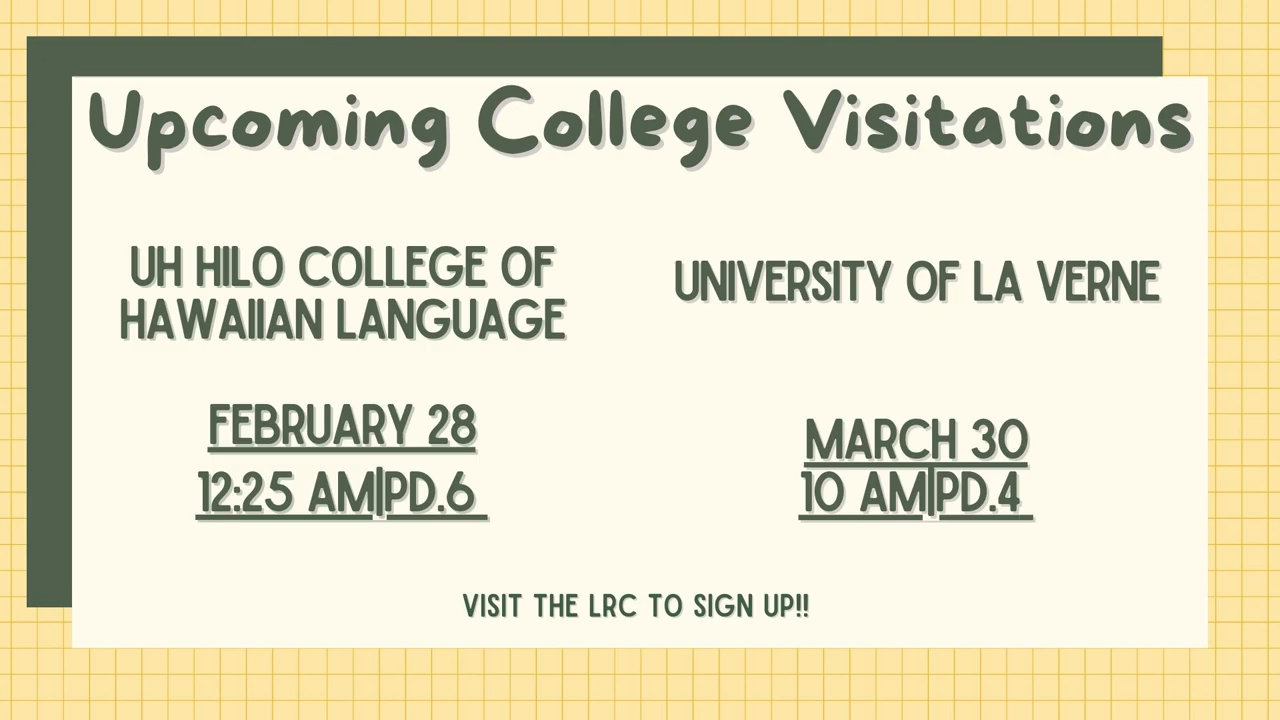 Upcoming College Visitations
UH HILO COLLEGE OF
HAWAIIAN LANGUAGE
FEBRUARY 28
12:25 AM|PD.6
UNIVERSITY OF LA VERNE
MARCH 30
10 AM|PD.4
VISIT THE LRC TO SIGN UP!!